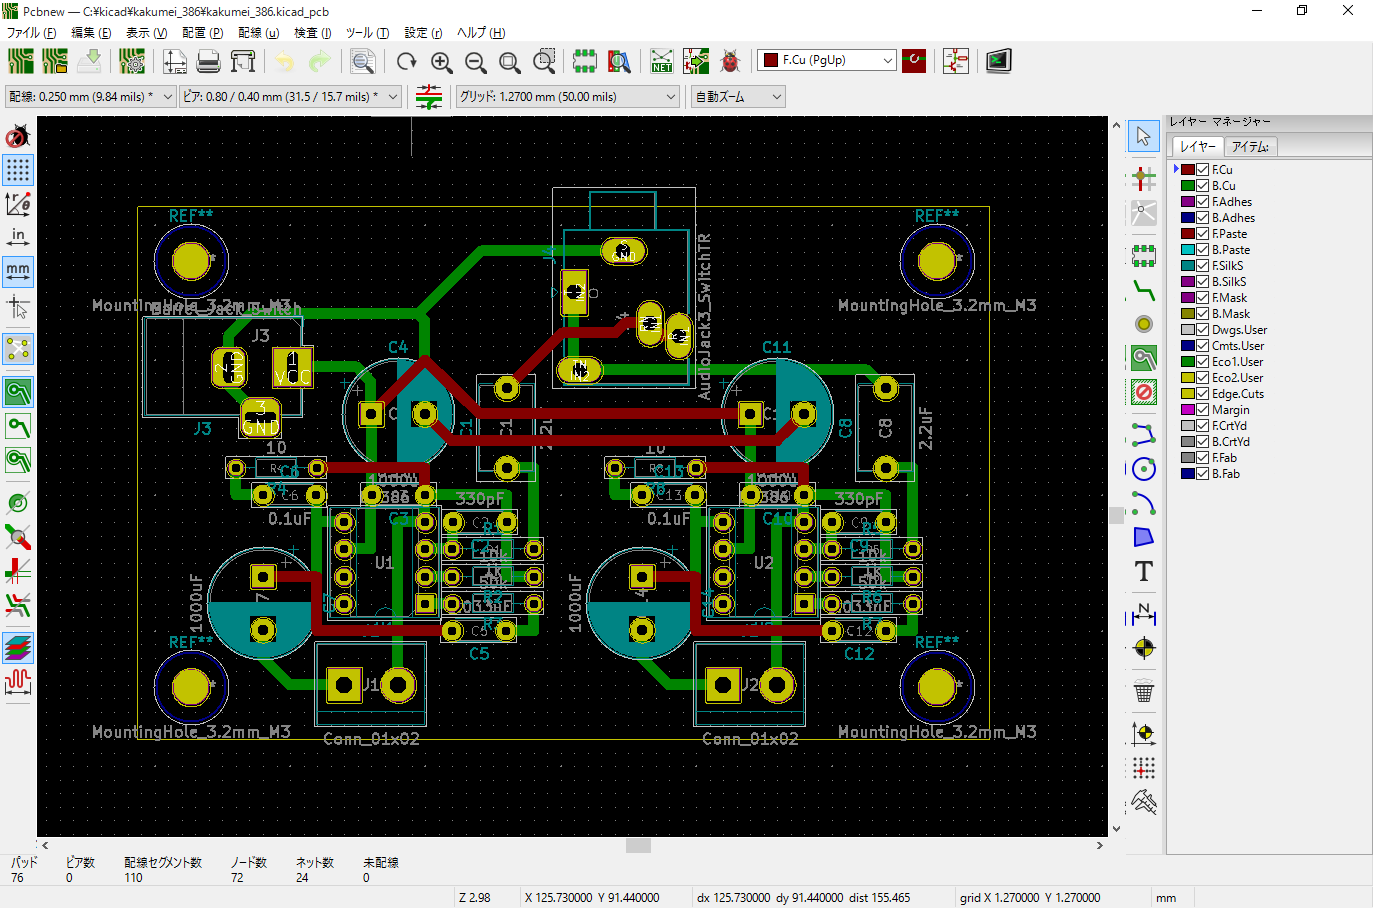 Pcbnew — C:¥kicad¥kakumei_386¥kakumei_386.kicad_pcb
ファイル (F) 編集 (E) 表示 (V) 配置 (P) 配線 (u) 検査 (I) ツール (T) 設定 (r) ヘルプ (H)
NET
F.Cu (PgUp)
配線: 0.250 mm (9.84 mils) * ビア: 0.80 / 0.40 mm (31.5 / 15.7 mils) * グリッド: 1.2700 mm (50.00 mils) 自動ズーム
in
mm
レイヤー マネージャー
レイヤー アイテム:
F.Cu
B.Cu
F.Adhes
B.Adhes
F.Paste
B.Paste
F.SilkS
B.SilkS
F.Mask
B.Mask
Dwgs.User
Cmts.User
Eco1.User
Eco2.User
Edge.Cuts
Margin
F.CrtYd
B.CrtYd
F.Fab
B.Fab
REF** REF**
MountingHole_3.2mm_M3 MountingHole_3.2mm_M3
Barrel_Jack_Switch
AudioJack3_SwitchTR
J3
GND
VCC
GND
J3
C4 C11
C1 C8 C8
2.2uF
10 10
0.1uF 330pF 0.1uF 330pF
U1 U2
1000uF 1000uF
C5 C12
REF** REF**
MountingHole_3.2mm_M3 Conn_01x02 Conn_01x02 MountingHole_3.2mm_M3
パッド ビア数 配線セグメント数 ノード数 ネット数 未配線
76 0 110 72 24 0
Z 2.98 X 125.730000 Y 91.440000 dx 125.730000 dy 91.440000 dist 155.465 grid X 1.270000 Y 1.270000 mm